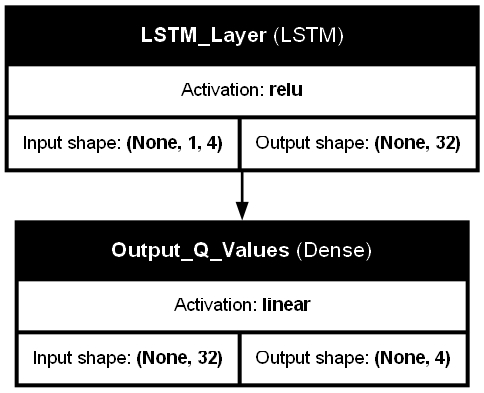 LSTM_Layer (LSTM)
Activation: relu
Input shape: (None, 1, 4) Output shape: (None, 32)
Output_Q_Values (Dense)
Activation: linear
Input shape: (None, 32) Output shape: (None, 4)